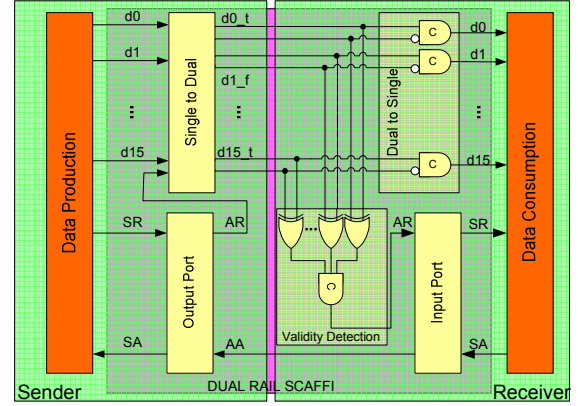 d0
d0_t
C
d0
d1
C
d1
d1_f
...
...
...
Data Production
Single to Dual
Dual to Single
Data Consumption
d15
d15_t
C
d15
SR
AR
...
AR
SR
Output Port
C
Input Port
Validity Detection
SA
AA
SA
Sender
DUAL RAIL SCAFFI
Receiver